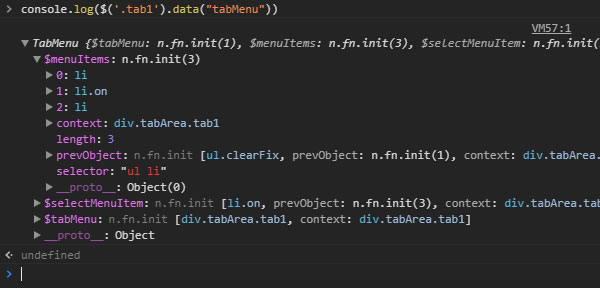 > console.log($('.tab1').data("tabMenu"))
VM57:1
▼TabMenu {$tabMenu: n.fn.init(1), $menuItems: n.fn.init(3), $selectMenuItem: n.fn.init(
▼$menuItems: n.fn.init(3)
▶0: li
▶1: li.on
▶2: li
▶context: div.tabArea.tab1
length: 3
▶prevObject: n.fn.init [ul.clearFix, prevObject: n.fn.init(1), context: div.tabArea.
selector: "ul li"
▶__proto__: Object(0)
▶$selectMenuItem: n.fn.init [li.on, prevObject: n.fn.init(3), context: div.tabArea.tab
▶$tabMenu: n.fn.init [div.tabArea.tab1, context: div.tabArea.tab1]
▶__proto__: Object
undefined
>